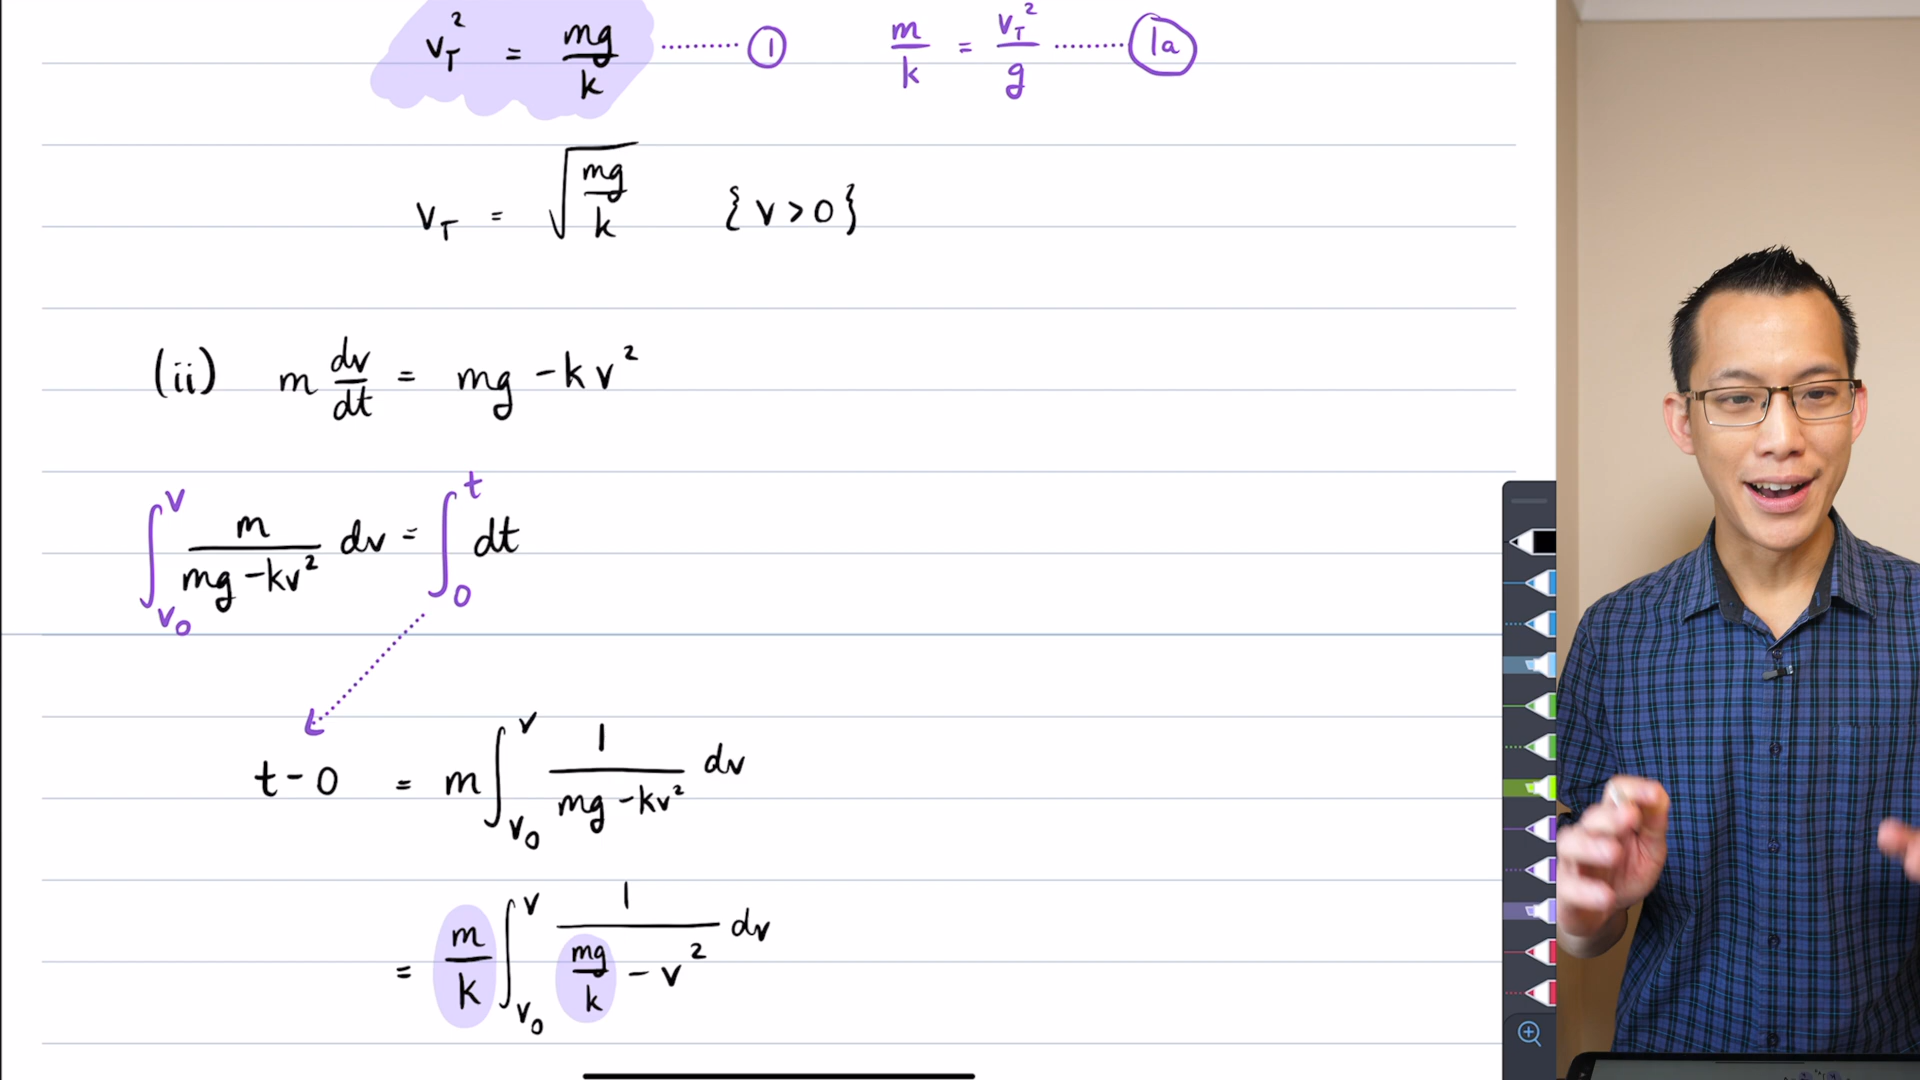 v_T² = mg/k ·········· ① m/k = v_T²/g ········· (1a)
v_T = √(mg/k) {v > 0}
(ii) m dv/dt = mg - kv²
∫_{v₀}^{v} m/(mg - kv²) dv = ∫_0^t dt
t - 0 = m ∫_{v₀}^{v} 1/(mg - kv²) dv
= m/k ∫_{v₀}^{v} 1/(mg/k - v²) dv